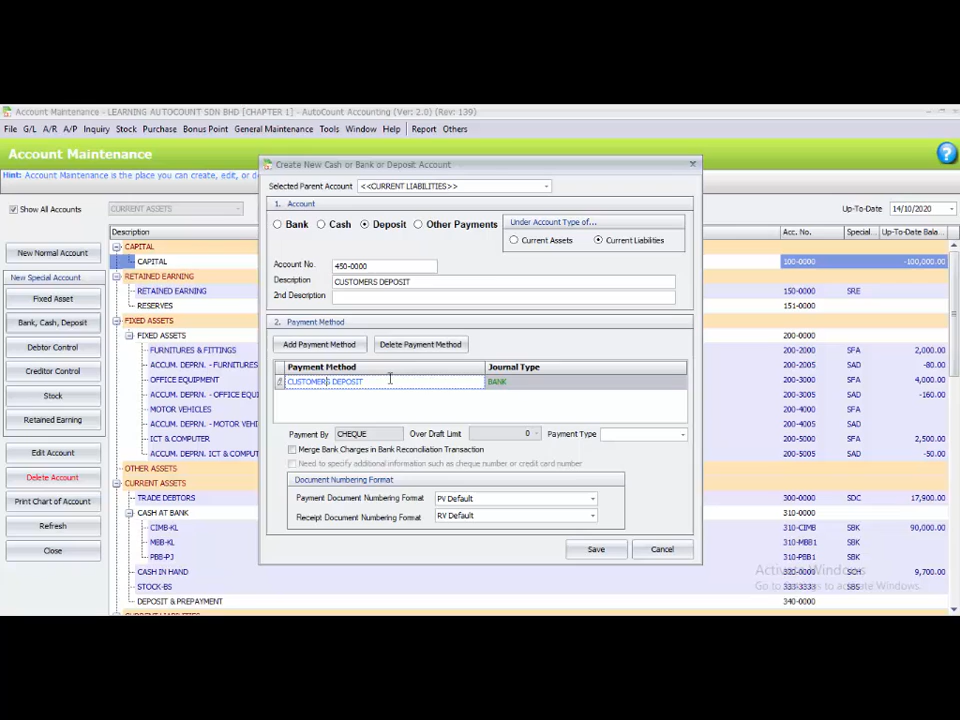 Account Maintenance - LEARNING AUTOCOUNT SDN BHD [CHAPTER 1] - AutoCount Accounting (Ver: 2.0) (Rev: 139)
File G/L A/R A/P Inquiry Stock Purchase Bonus Point General Maintenance Tools Window Help Report Others
Account Maintenance
Hint: Account Maintenance is the place you can create, edit, or d
Show All Accounts
CURRENT ASSETS
Up-To-Date
14/10/2020
New Normal Account
New Special Account
Fixed Asset
Bank, Cash, Deposit
Debtor Control
Creditor Control
Stock
Retained Earning
Edit Account
Delete Account
Print Chart of Account
Refresh
Close
Description Acc. No. Special... Up-To-Date Bala...
CAPITAL
CAPITAL 100-0000 -100,000.00
RETAINED EARNING
RETAINED EARNING 150-0000 SRE
RESERVES 151-0000
FIXED ASSETS
FIXED ASSETS 200-0000
FURNITURES & FITTINGS 200-2000 SFA 2,000.00
ACCUM. DEPRN. - FURNITURES 200-2005 SAD -80.00
OFFICE EQUIPMENT 200-3000 SFA 4,000.00
ACCUM. DEPRN. - OFFICE EQUI 200-3005 SAD -160.00
MOTOR VEHICLES 200-4000 SFA
ACCUM. DEPRN. - MOTOR VEHI 200-4005 SAD
ICT & COMPUTER 200-5000 SFA 2,500.00
ACCUM. DEPRN. ICT & COMPUT 200-5005 SAD -50.00
OTHER ASSETS
CURRENT ASSETS
TRADE DEBTORS 300-0000 SDC 17,900.00
CASH AT BANK 310-0000
CIMB-KL 310-CIMB SBK 90,000.00
MBB-KL 310-MBB1 SBK
PBB-PJ 310-PBB1 SBK
CASH IN HAND 320-0000 SCH 9,700.00
STOCK-BS 333-3333 SBS
DEPOSIT & PREPAYMENT 340-0000
Create New Cash or Bank or Deposit Account
Selected Parent Account <<CURRENT LIABILITIES>>
1. Account
Bank Cash Deposit Other Payments
Under Account Type of...
Current Assets Current Liabilities
Account No. 450-0000
Description CUSTOMERS DEPOSIT
2nd Description
2. Payment Method
Add Payment Method Delete Payment Method
Payment Method Journal Type
CUSTOMERS DEPOSIT BANK
Payment By CHEQUE Over Draft Limit 0 Payment Type
Merge Bank Charges in Bank Reconciliation Transaction
Need to specify additional information such as cheque number or credit card number
Document Numbering Format
Payment Document Numbering Format PV Default
Receipt Document Numbering Format RV Default
Save Cancel
Activate Windows
Go to Settings to activate Windows.